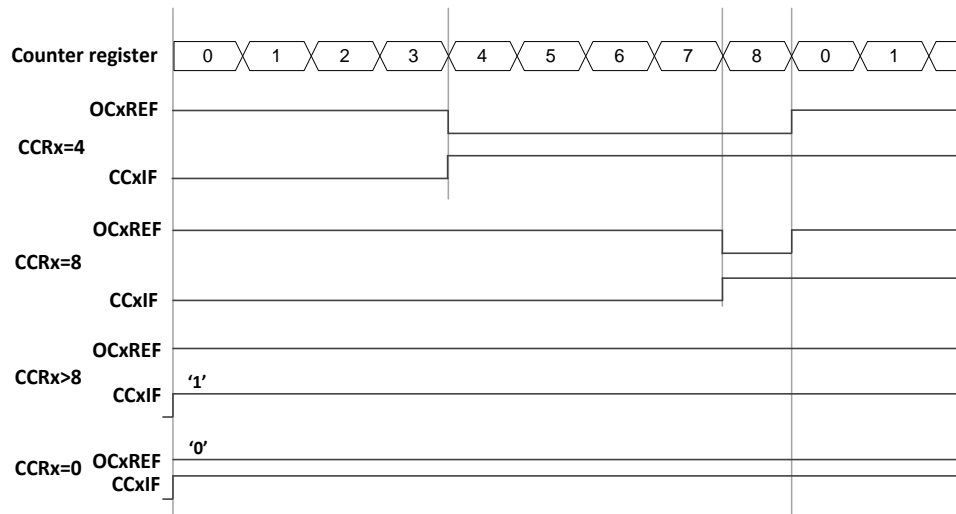 Counter register 0 1 2 3 4 5 6 7 8 0 1
OCxREF
CCRx=4
CCxIF
OCxREF
CCRx=8
CCxIF
OCxREF
CCRx>8
‘1’
CCxIF
‘0’
CCRx=0 OCxREF
CCxIF